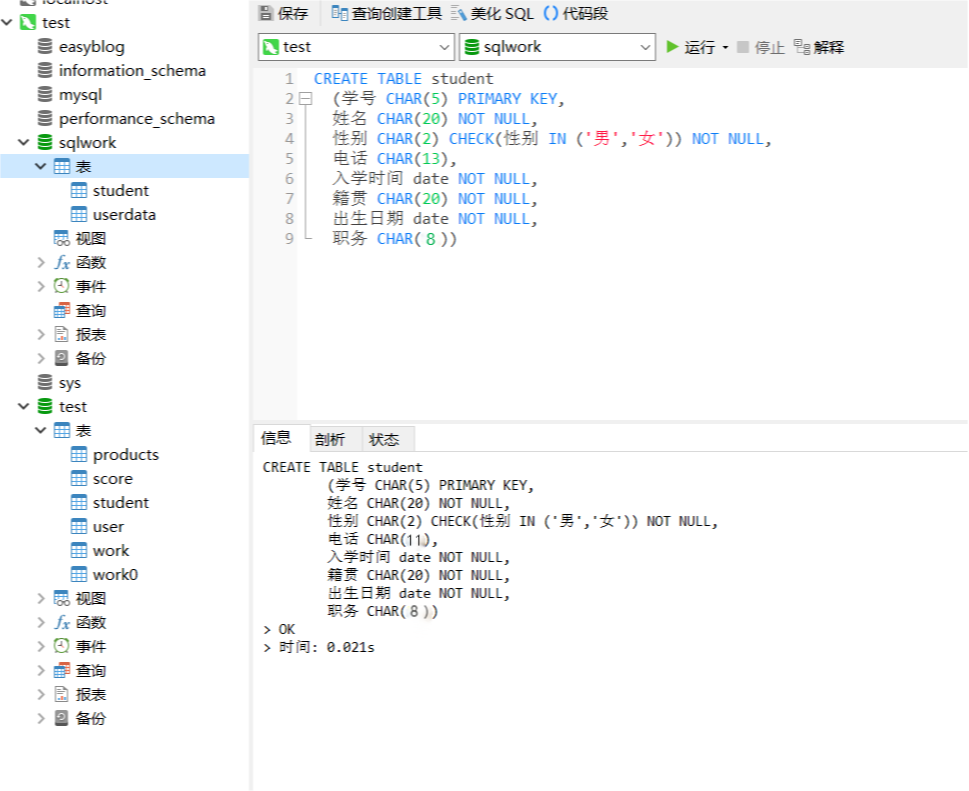 localhost
test
easyblog
information_schema
mysql
performance_schema
sqlwork
表
student
userdata
视图
fx 函数
事件
查询
报表
备份
sys
test
表
products
score
student
user
work
work0
视图
fx 函数
事件
查询
报表
备份
保存 查询创建工具 美化 SQL () 代码段
test sqlwork 运行 停止 解释
1 CREATE TABLE student
2 (学号 CHAR(5) PRIMARY KEY,
3 姓名 CHAR(20) NOT NULL,
4 性别 CHAR(2) CHECK(性别 IN ('男','女')) NOT NULL,
5 电话 CHAR(13),
6 入学时间 date NOT NULL,
7 籍贯 CHAR(20) NOT NULL,
8 出生日期 date NOT NULL,
9 职务 CHAR( 8 ))
信息 剖析 状态
CREATE TABLE student
(学号 CHAR(5) PRIMARY KEY,
姓名 CHAR(20) NOT NULL,
性别 CHAR(2) CHECK(性别 IN ('男','女')) NOT NULL,
电话 CHAR(11),
入学时间 date NOT NULL,
籍贯 CHAR(20) NOT NULL,
出生日期 date NOT NULL,
职务 CHAR( 8 ))
> OK
> 时间: 0.021s